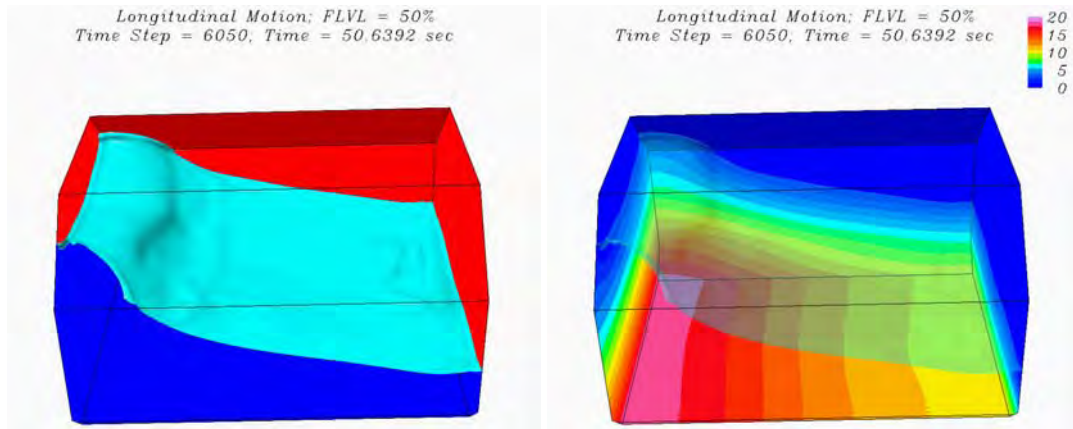 Longitudinal Motion; FLVL = 50%
Time Step = 6050, Time = 50.6392 sec
Longitudinal Motion; FLVL = 50%
Time Step = 6050, Time = 50.6392 sec
20
15
10
5
0